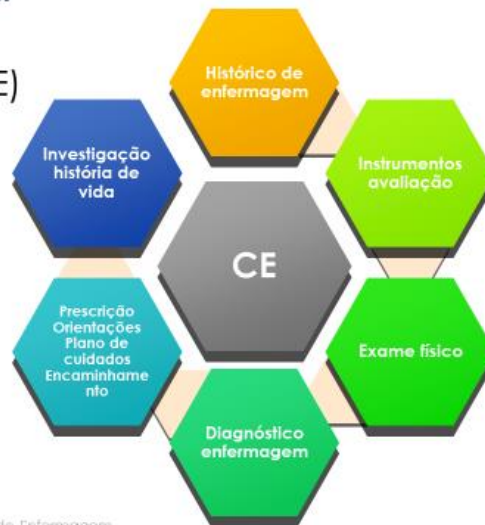 E)
Histórico de
enfermagem
Instrumentos
avaliação
Exame físico
Diagnóstico
enfermagem
Prescrição
Orientações
Plano de
cuidados
Encaminhame
nto
Investigação
história de
vida
CE
de Enfermagem